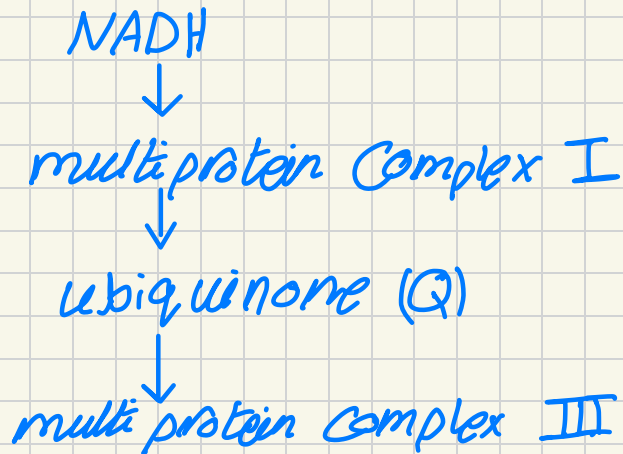 NADH
multiprotein Complex I
ubiquinone (Q)
multiprotein complex III